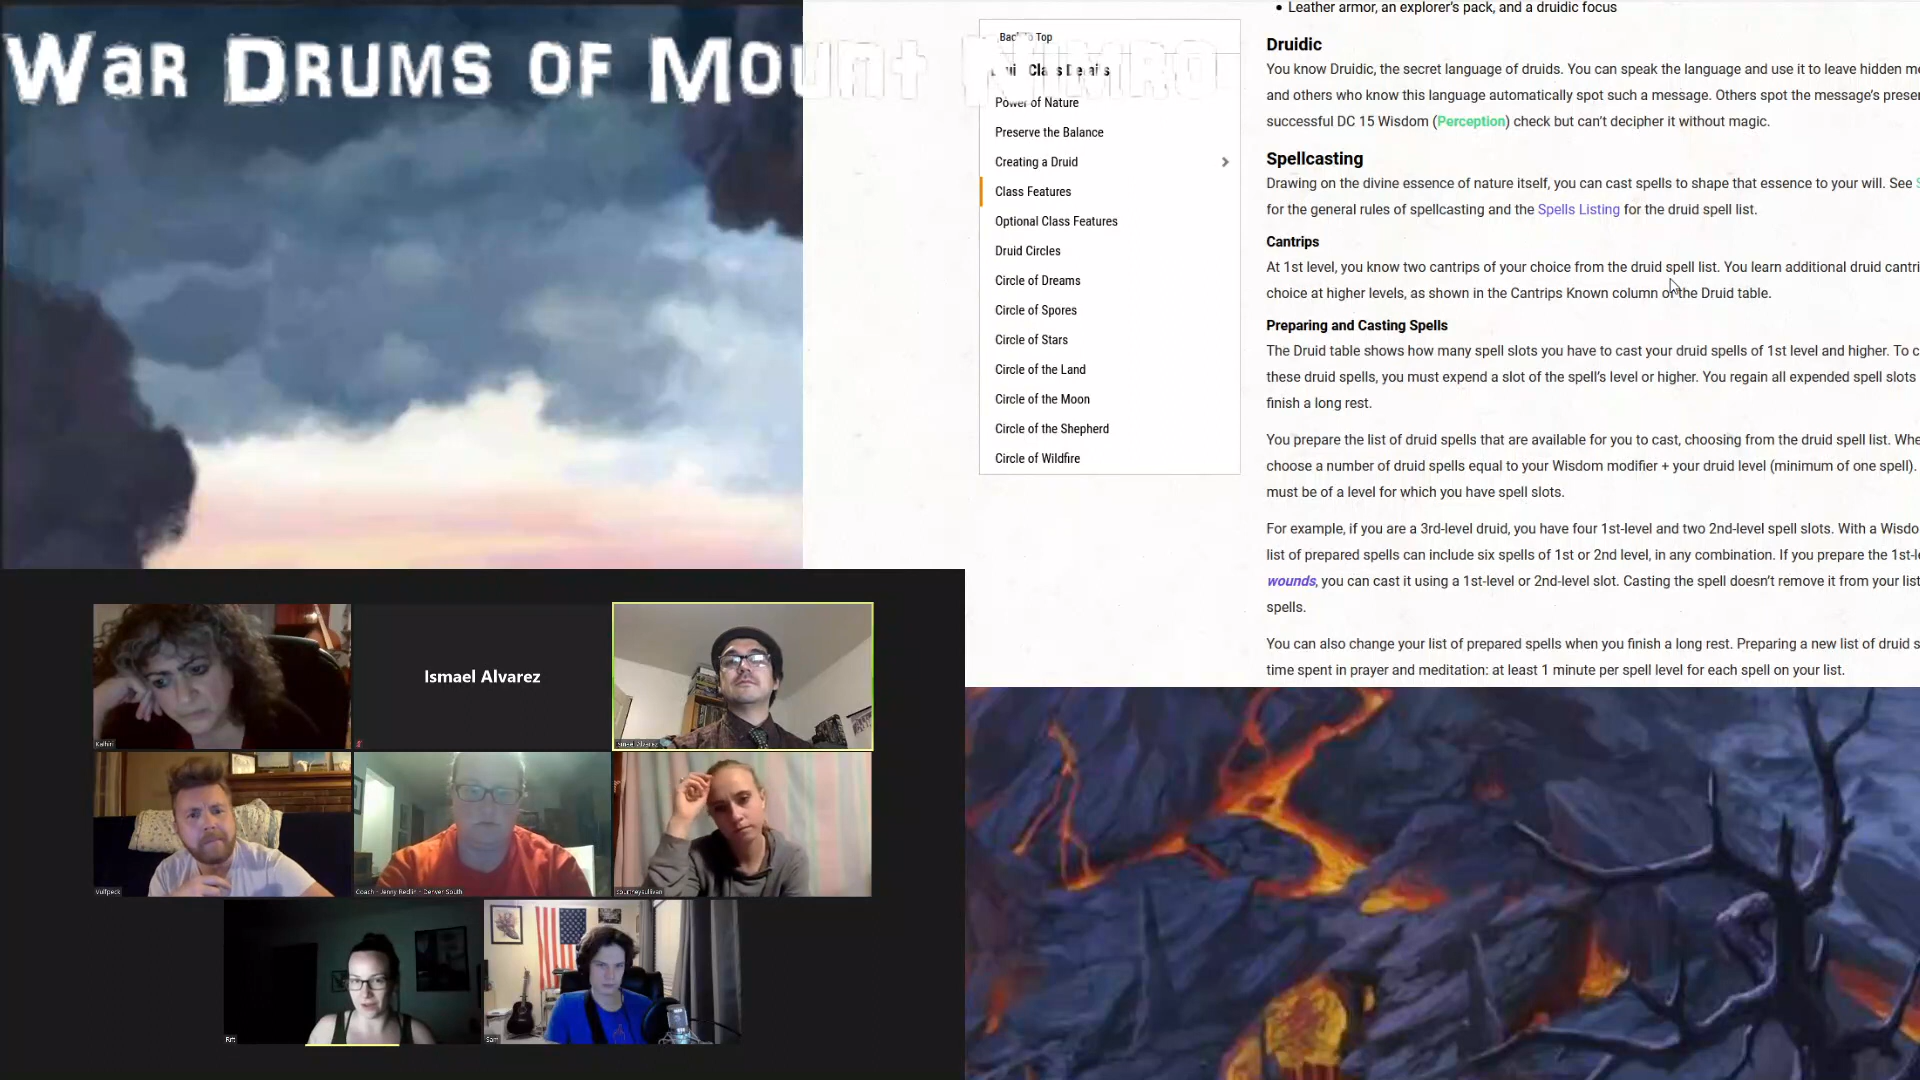 War Drums of Mount Nimro
Back To Top
Druid Class Details
Power of Nature
Preserve the Balance
Creating a Druid
Class Features
Optional Class Features
Druid Circles
Circle of Dreams
Circle of Spores
Circle of Stars
Circle of the Land
Circle of the Moon
Circle of the Shepherd
Circle of Wildfire
• Leather armor, an explorer's pack, and a druidic focus
Druidic
You know Druidic, the secret language of druids. You can speak the language and use it to leave hidden me
and others who know this language automatically spot such a message. Others spot the message's prese
successful DC 15 Wisdom (Perception) check but can't decipher it without magic.
Spellcasting
Drawing on the divine essence of nature itself, you can cast spells to shape that essence to your will. See S
for the general rules of spellcasting and the Spells Listing for the druid spell list.
Cantrips
At 1st level, you know two cantrips of your choice from the druid spell list. You learn additional druid cantri
choice at higher levels, as shown in the Cantrips Known column of the Druid table.
Preparing and Casting Spells
The Druid table shows how many spell slots you have to cast your druid spells of 1st level and higher. To c
these druid spells, you must expend a slot of the spell's level or higher. You regain all expended spell slots
finish a long rest.
You prepare the list of druid spells that are available for you to cast, choosing from the druid spell list. Whe
choose a number of druid spells equal to your Wisdom modifier + your druid level (minimum of one spell).
must be of a level for which you have spell slots.
For example, if you are a 3rd-level druid, you have four 1st-level and two 2nd-level spell slots. With a Wisdo
list of prepared spells can include six spells of 1st or 2nd level, in any combination. If you prepare the 1st-l
wounds, you can cast it using a 1st-level or 2nd-level slot. Casting the spell doesn't remove it from your list
spells.
You can also change your list of prepared spells when you finish a long rest. Preparing a new list of druid s
time spent in prayer and meditation: at least 1 minute per spell level for each spell on your list.
Ismael Alvarez
Kelhiri
Ismael Alvarez
Vulfpeck
Coach - Jenny Redlin - Denver South
courtneysullivan
Rtt
Sam